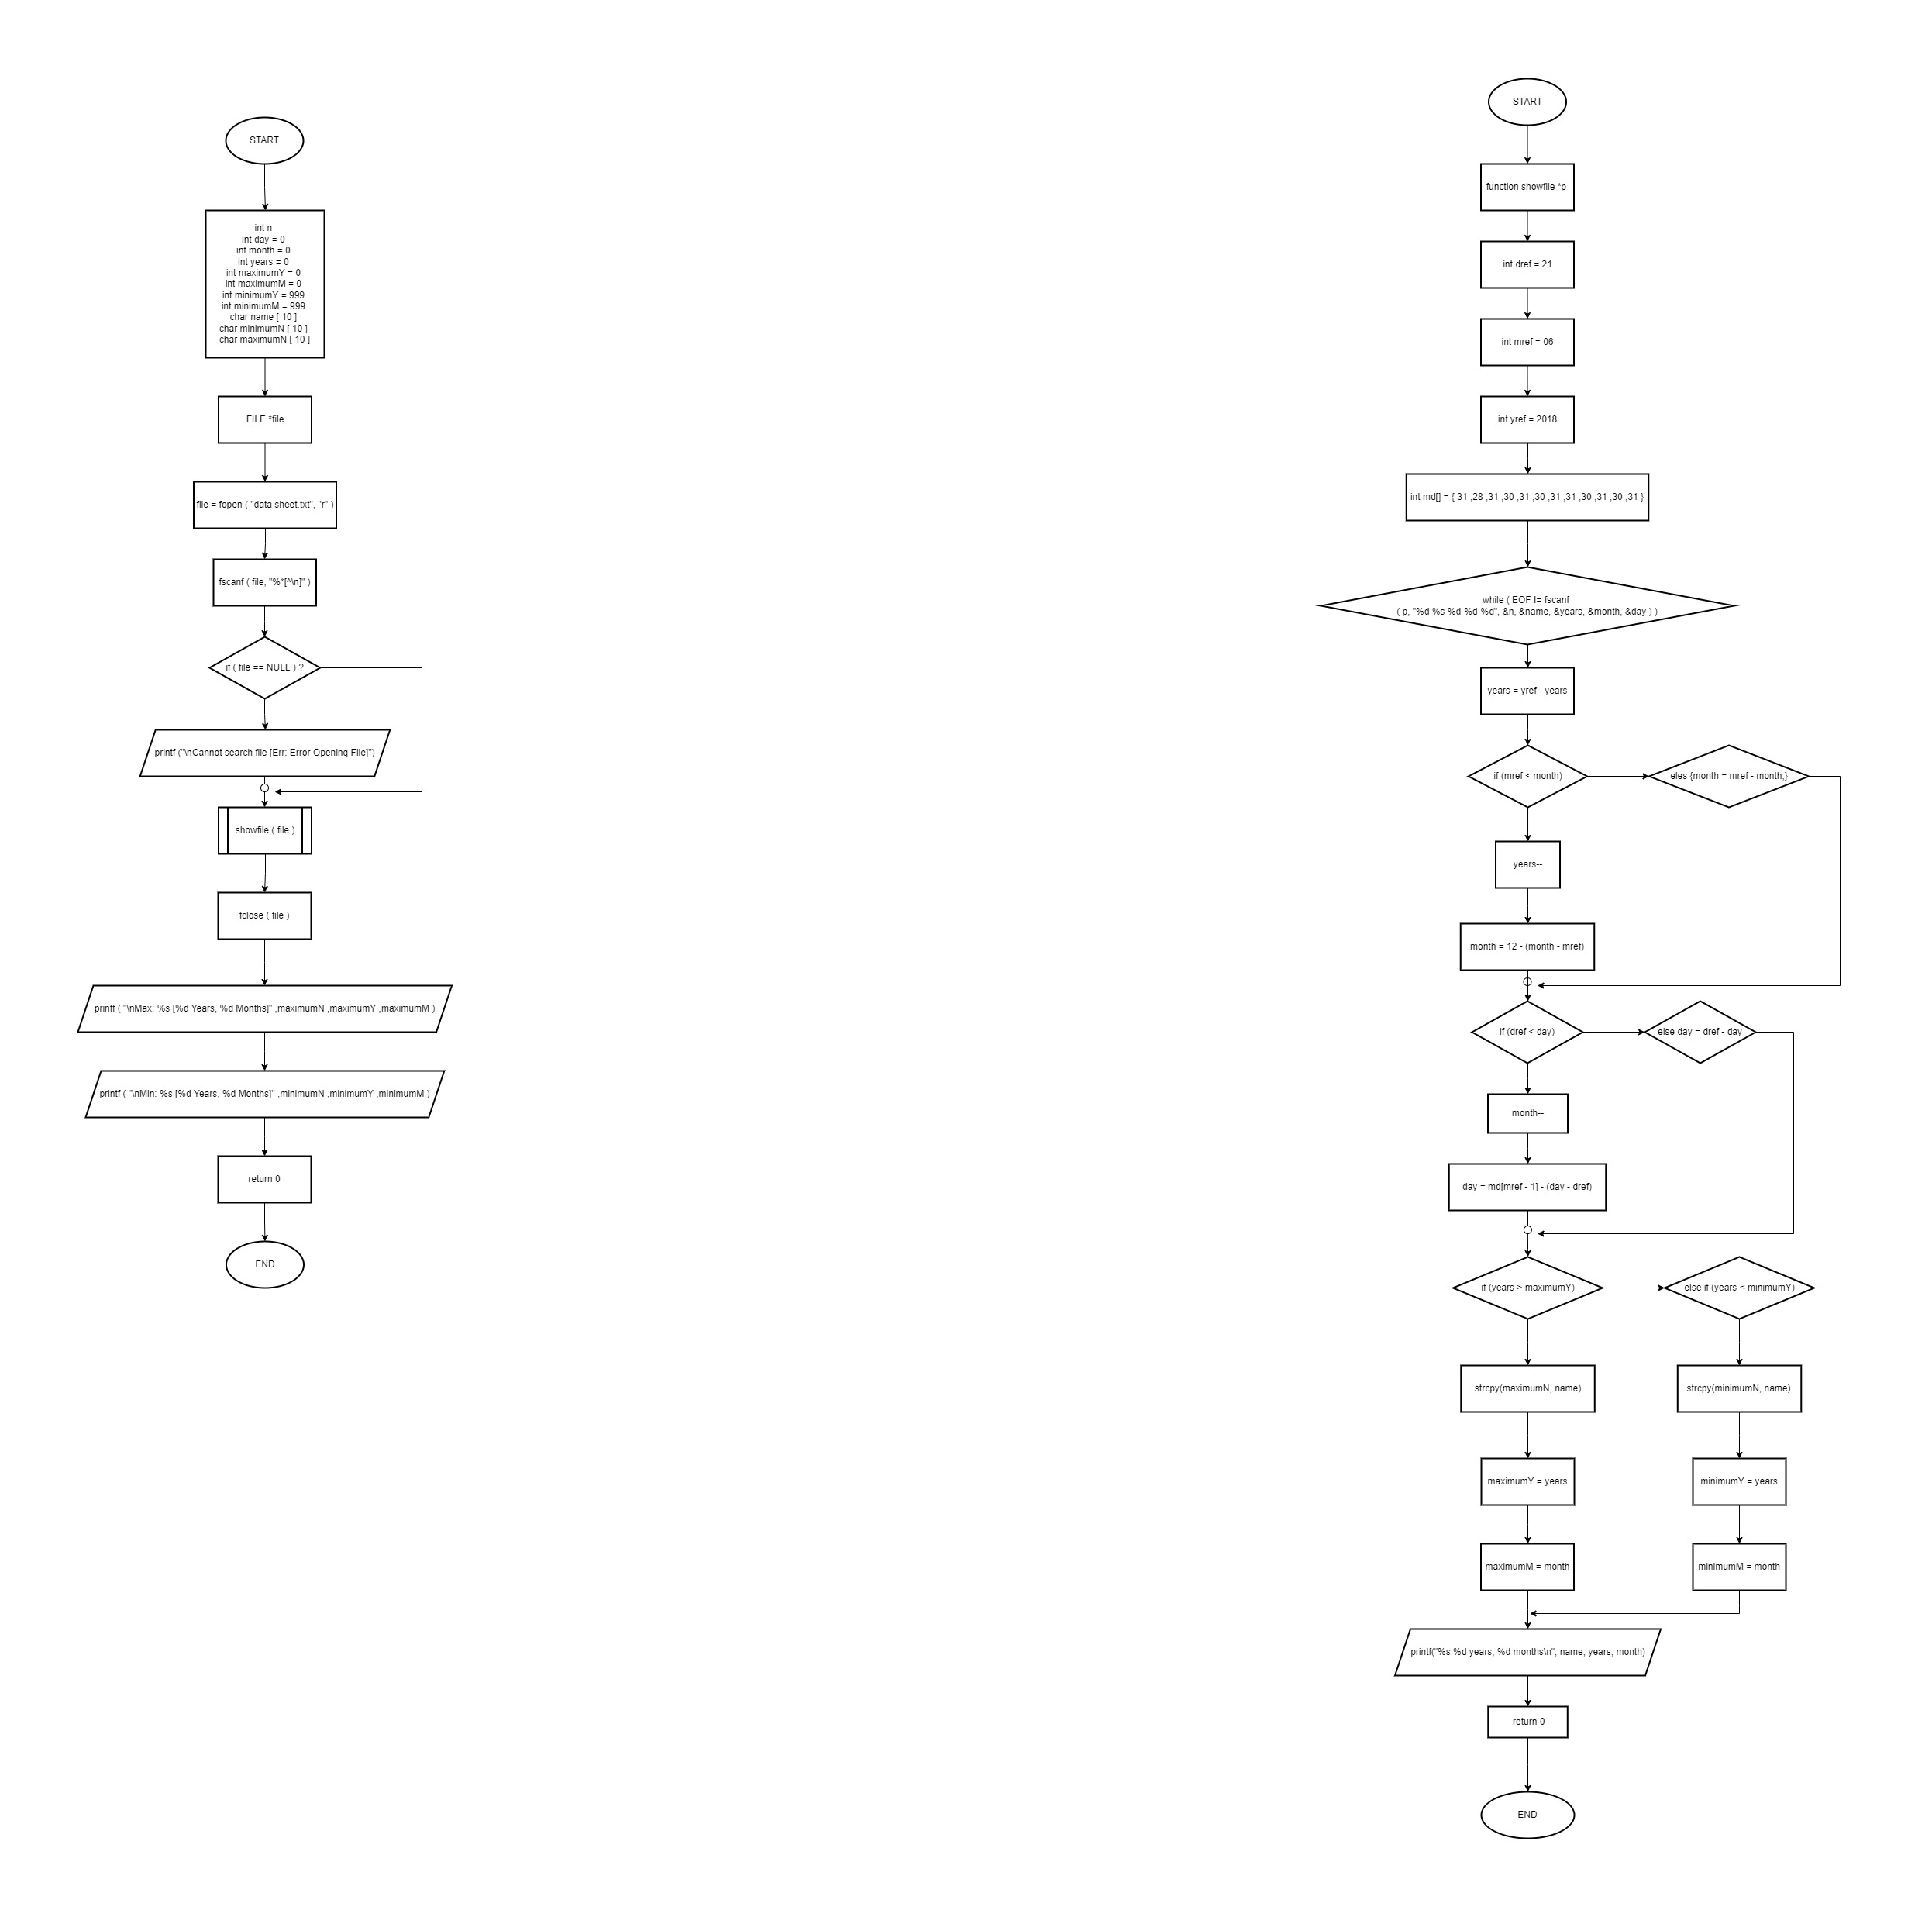 START
int n
int day = 0
int month = 0
int years = 0
int maximumY = 0
int maximumM = 0
int minimumY = 999
int minimumM = 999
char name [ 10 ]
char minimumN [ 10 ]
char maximumN [ 10 ]
FILE *file
file = fopen ( "data sheet.txt", "r" )
fscanf ( file, "%*[^\n]" )
if ( file == NULL ) ?
printf ("\nCannot search file [Err: Error Opening File]")
showfile ( file )
fclose ( file )
printf ( "\nMax: %s [%d Years, %d Months]" ,maximumN ,maximumY ,maximumM )
printf ( "\nMin: %s [%d Years, %d Months]" ,minimumN ,minimumY ,minimumM )
return 0
END
START
function showfile *p
int dref = 21
int mref = 06
int yref = 2018
int md[] = { 31 ,28 ,31 ,30 ,31 ,30 ,31 ,31 ,30 ,31 ,30 ,31 }
while ( EOF != fscanf
( p, "%d %s %d-%d-%d", &n, &name, &years, &month, &day ) )
years = yref - years
if (mref < month)
eles {month = mref - month;}
years--
month = 12 - (month - mref)
if (dref < day)
else day = dref - day
month--
day = md[mref - 1] - (day - dref)
if (years > maximumY)
else if (years < minimumY)
strcpy(maximumN, name)
strcpy(minimumN, name)
maximumY = years
minimumY = years
maximumM = month
minimumM = month
printf("%s %d years, %d months\n", name, years, month)
return 0
END